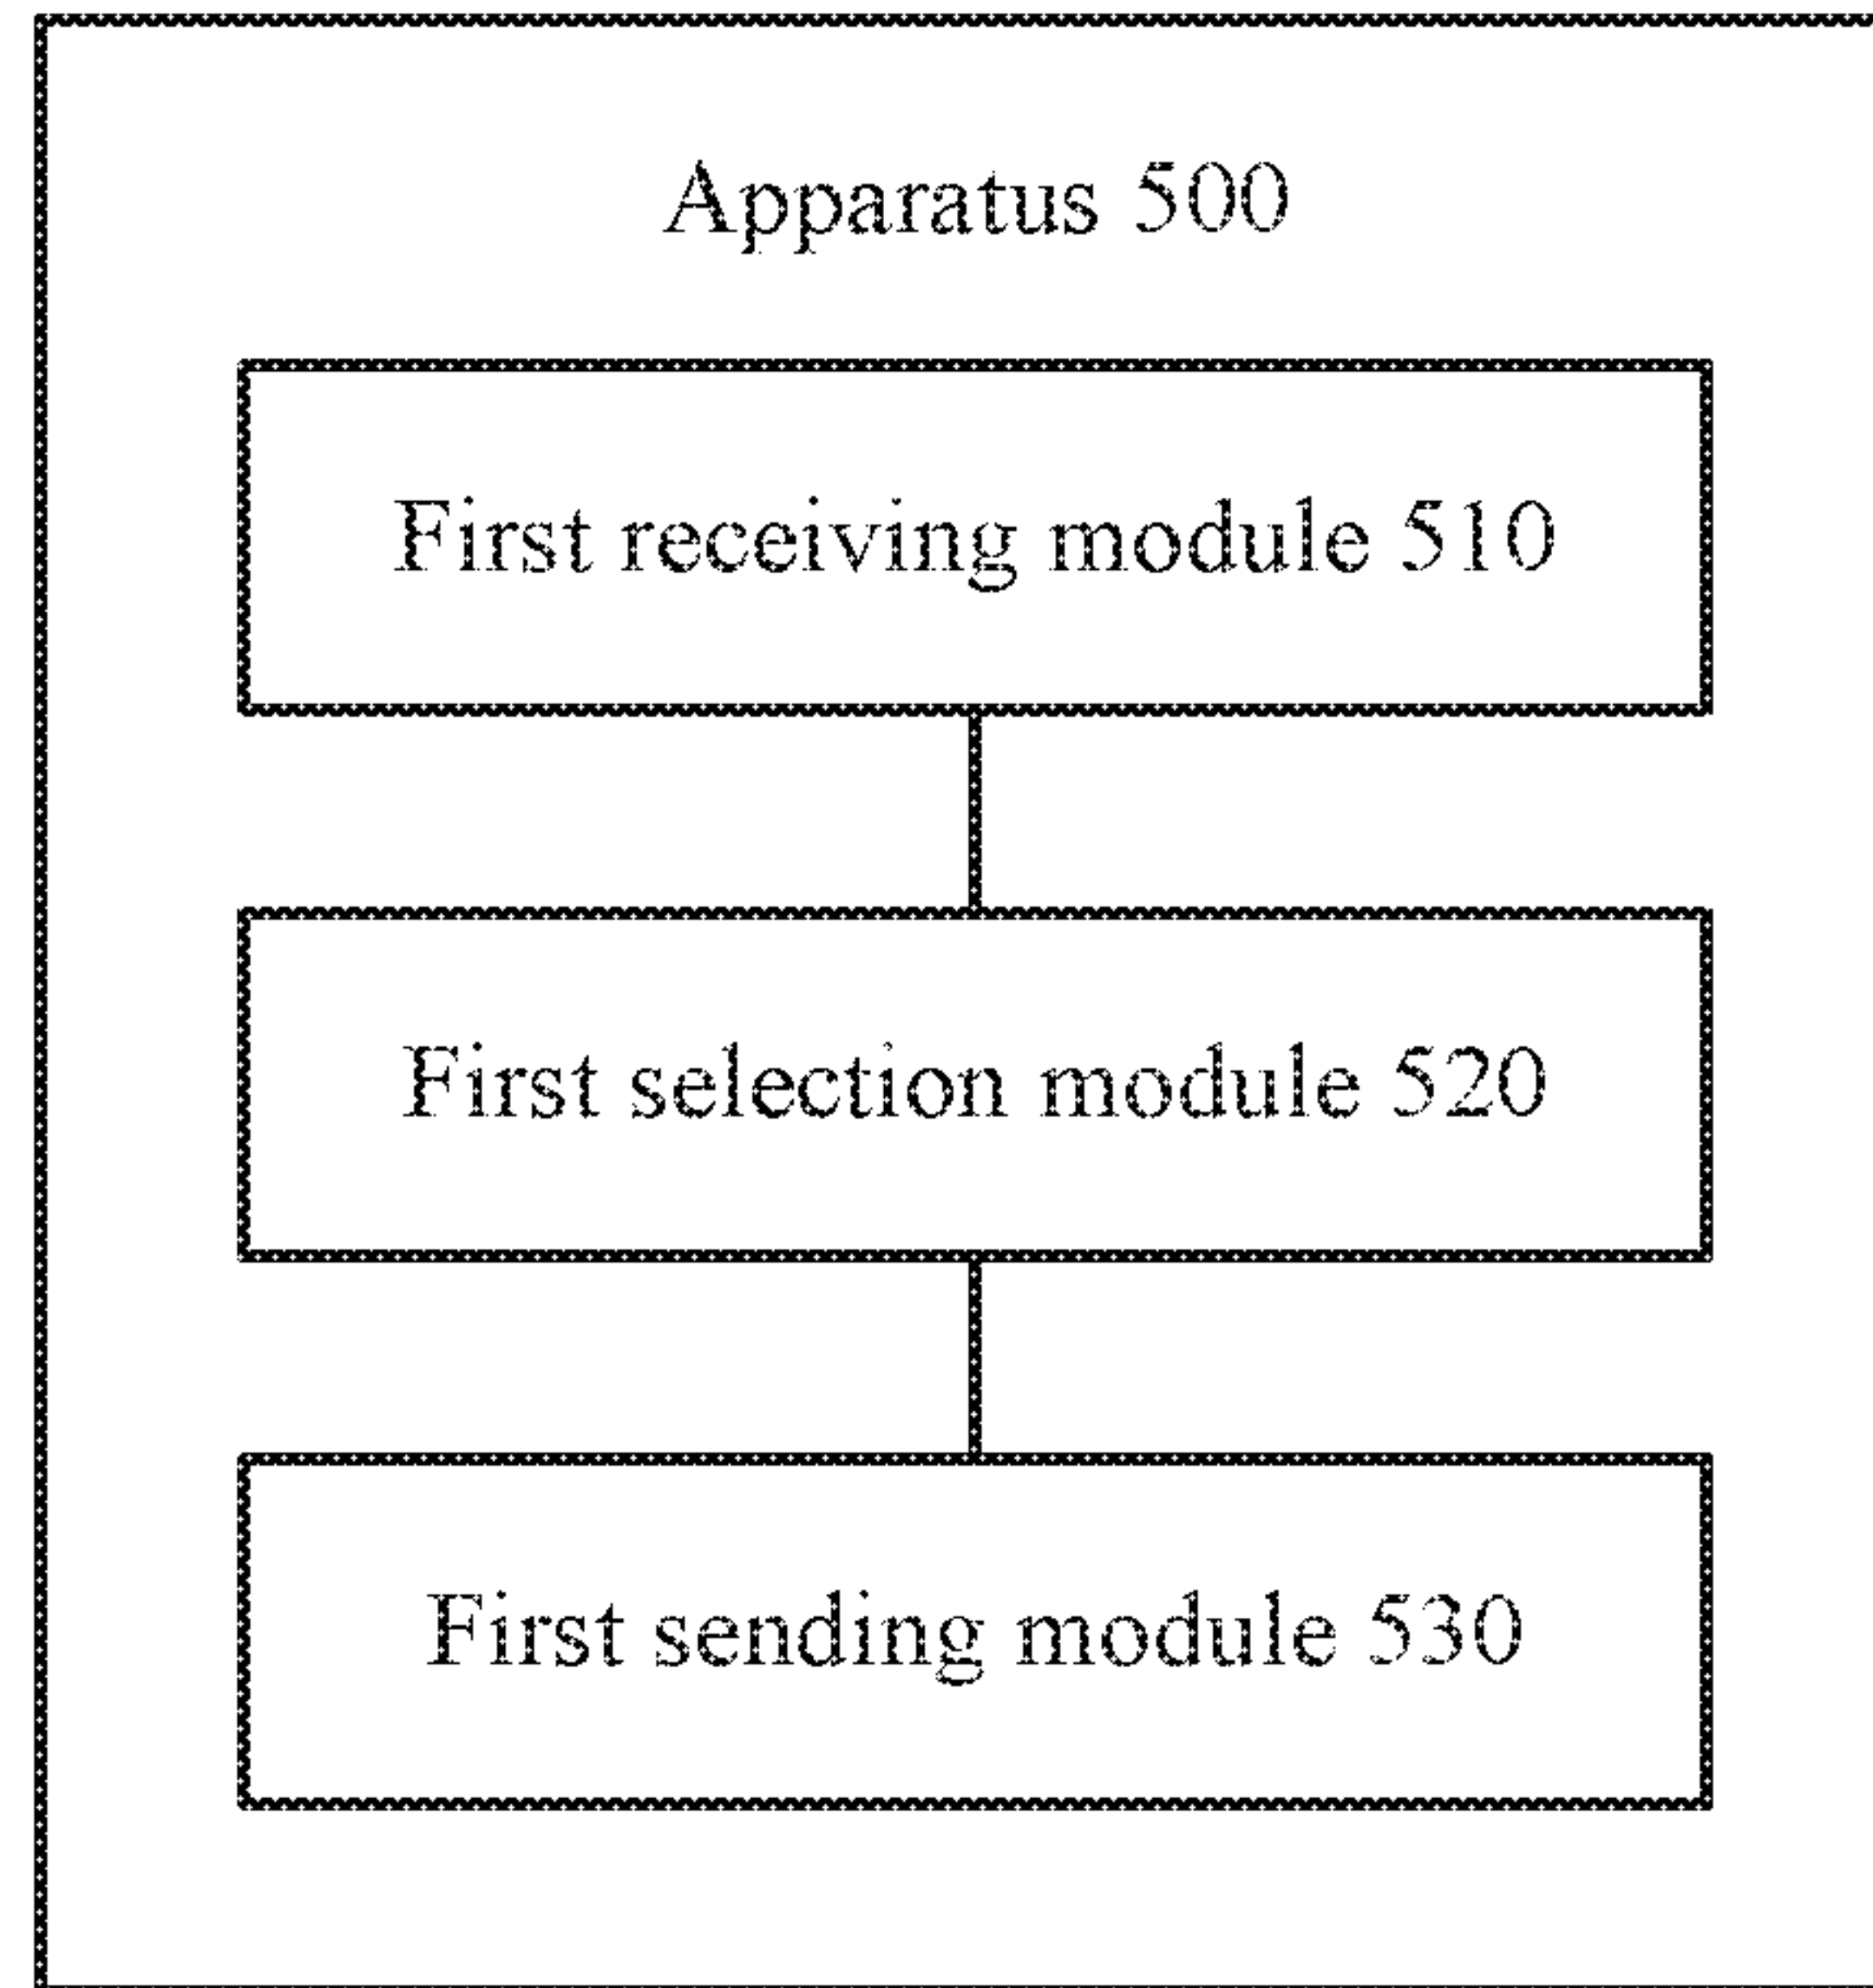 Apparatus 500
First receiving module 510
First selection module 520
First sending module 530